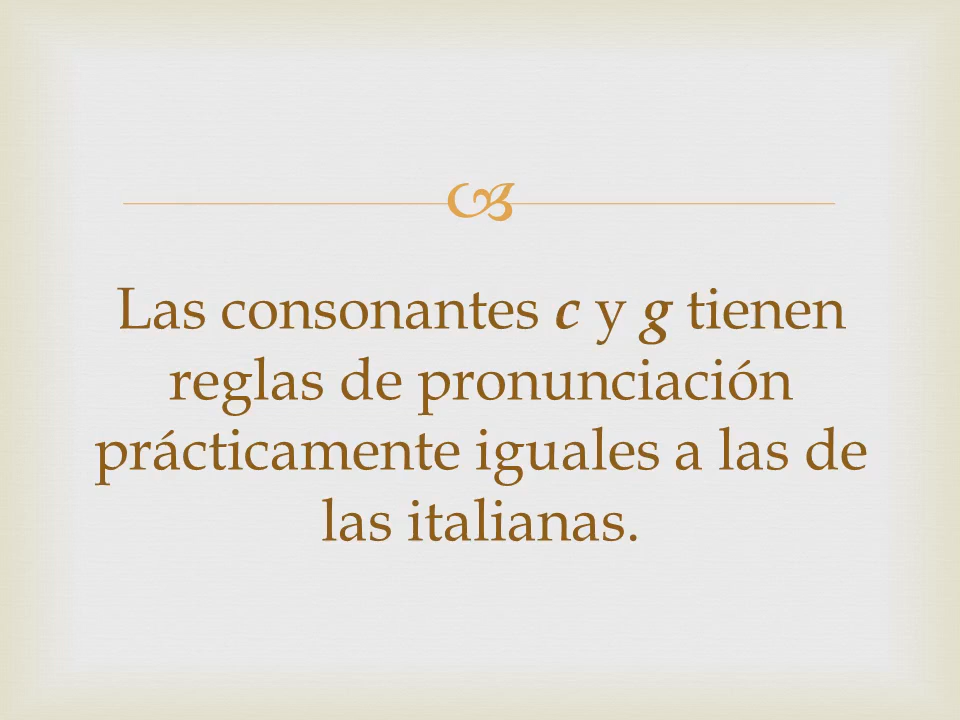 Las consonantes c y g tienen
reglas de pronunciación
prácticamente iguales a las de
las italianas.